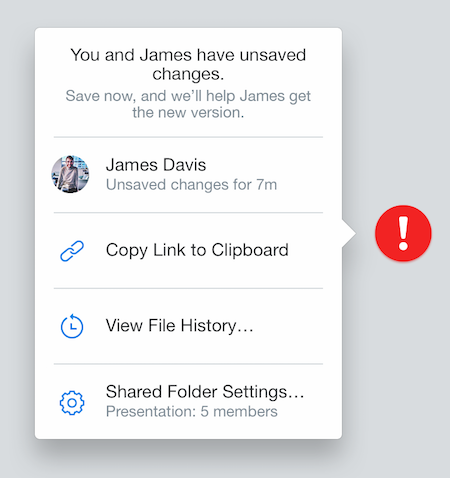 You and James have unsaved
changes.
Save now, and we’ll help James get
the new version.
James Davis
Unsaved changes for 7m
Copy Link to Clipboard
View File History…
Shared Folder Settings…
Presentation: 5 members
!